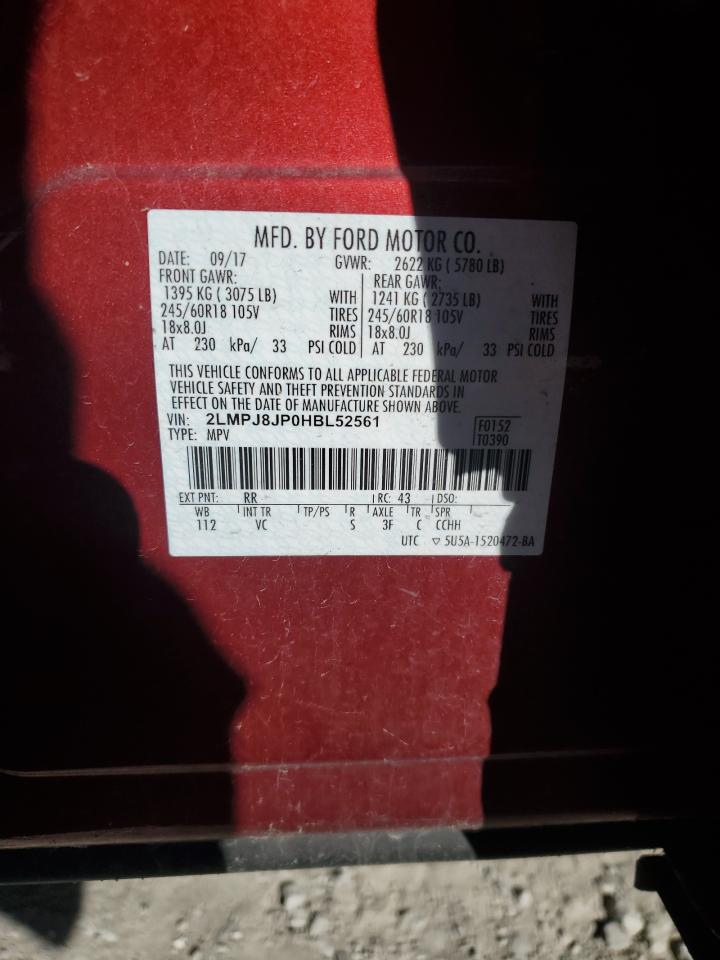 MFD. BY FORD MOTOR CO.
DATE: 09/17 GVWR: 2622 KG ( 5780 LB)
FRONT GAWR: REAR GAWR:
1395 KG ( 3075 LB) WITH 1241 KG ( 2735 LB) WITH
245/60R18 105V TIRES 245/60R18 105V TIRES
18x8.0J RIMS 18x8.0J RIMS
AT 230 kPa/ 33 PSI COLD AT 230 kPa/ 33 PSI COLD
THIS VEHICLE CONFORMS TO ALL APPLICABLE FEDERAL MOTOR
VEHICLE SAFETY AND THEFT PREVENTION STANDARDS IN
EFFECT ON THE DATE OF MANUFACTURE SHOWN ABOVE.
VIN: 2LMPJ8JP0HBL52561 F0152
TYPE: MPV T0390
EXT PNT: RR RC: 43 DSO:
WB INT TR TP/PS R AXLE TR SPR
112 VC S 3F C CCHH
UTC ▽ 5U5A-1520472-BA